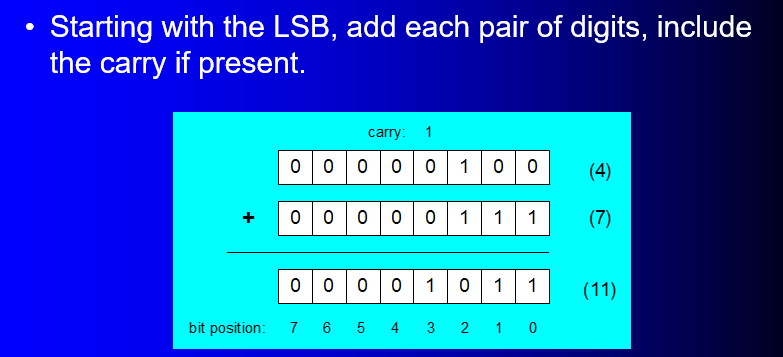 • Starting with the LSB, add each pair of digits, include
the carry if present.
carry: 1
0 0 0 0 0 1 0 0 (4)
+ 0 0 0 0 0 1 1 1 (7)
0 0 0 0 1 0 1 1 (11)
bit position: 7 6 5 4 3 2 1 0